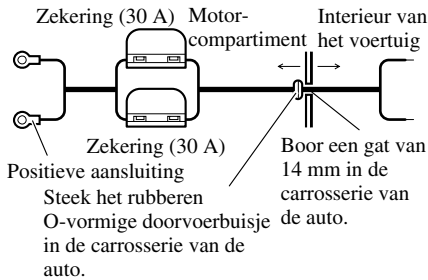 Zekering (30 A)
Motor-
compartiment
Interieur van
het voertuig
Zekering (30 A)
Positieve aansluiting
Steek het rubberen
O-vormige doorvoerbuisje
in de carrosserie van de
auto.
Boor een gat van
14 mm in de
carrosserie van
de auto.